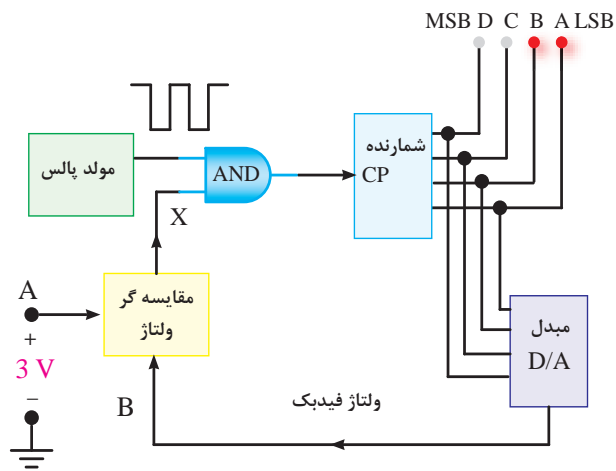 MSB D C B A LSB
مولد پالس
AND
شمارنده
CP
X
مقایسه گر
ولتاژ
A
+
3 V
–
B
ولتاژ فیدبک
مبدل
D/A